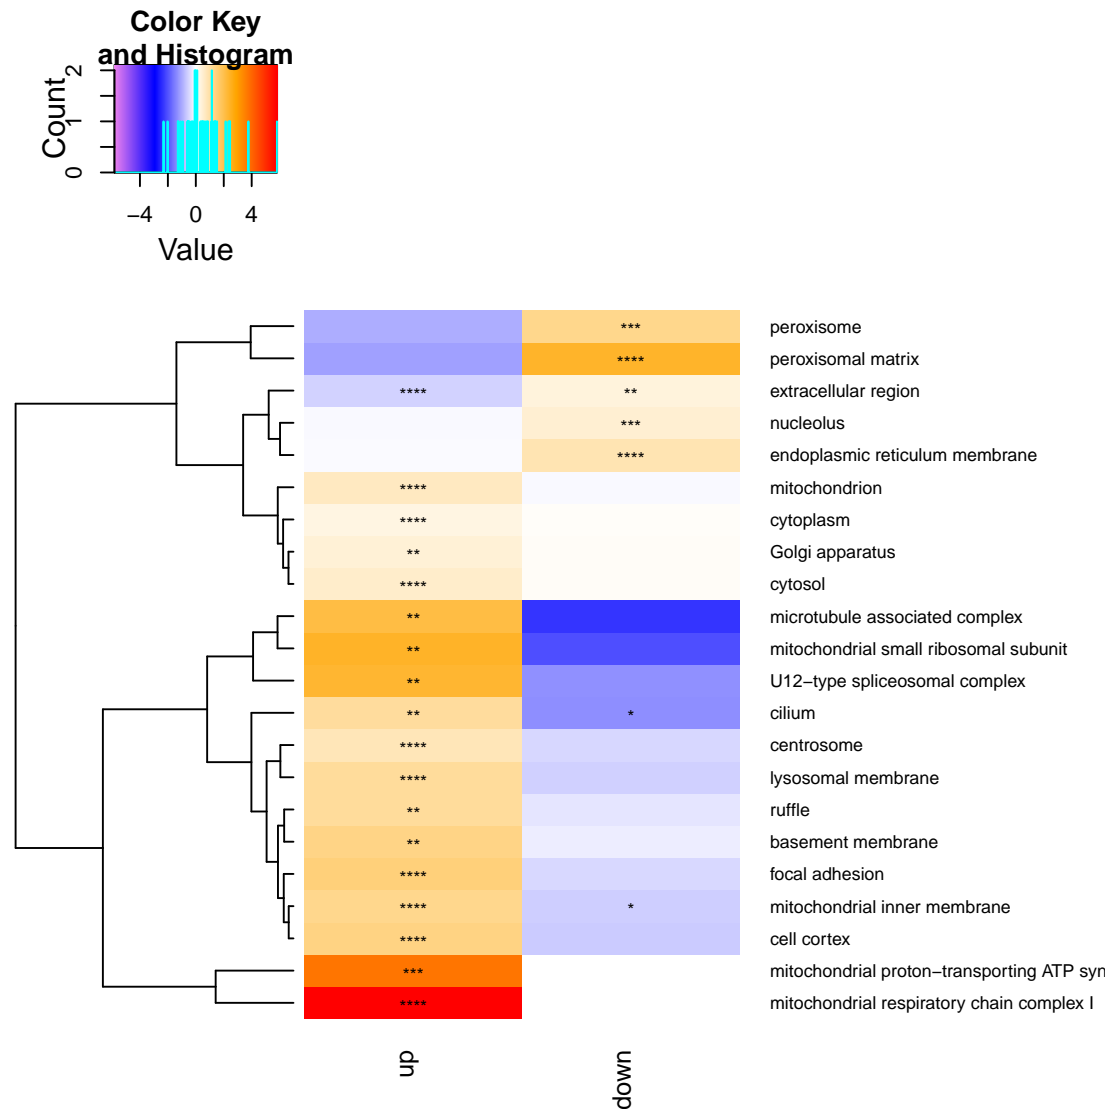 Color Key
and Histogram
Count
0 1 2
−4 0 4
Value
*** peroxisome
**** peroxisomal matrix
**** ** extracellular region
*** nucleolus
**** endoplasmic reticulum membrane
**** mitochondrion
**** cytoplasm
** Golgi apparatus
**** cytosol
** microtubule associated complex
** mitochondrial small ribosomal subunit
** U12−type spliceosomal complex
** * cilium
**** centrosome
**** lysosomal membrane
** ruffle
** basement membrane
**** focal adhesion
**** * mitochondrial inner membrane
**** cell cortex
*** mitochondrial proton−transporting ATP syn
**** mitochondrial respiratory chain complex I
up
down